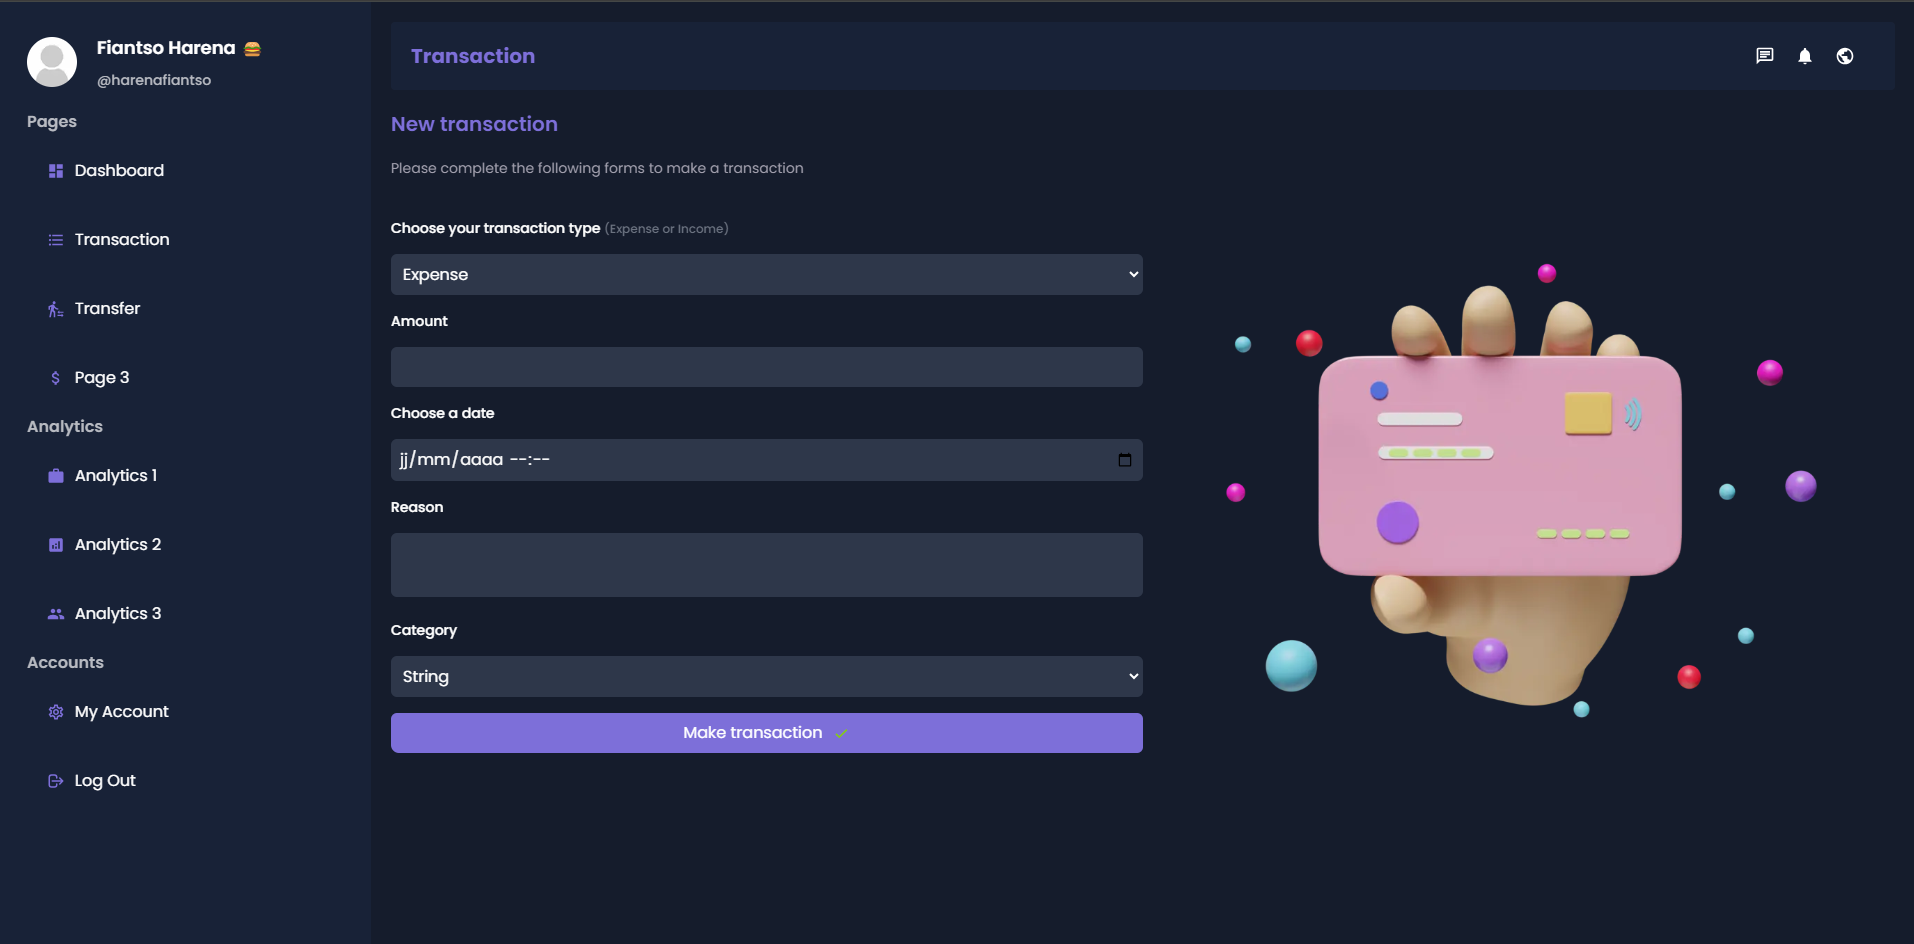 Fiantso Harena 🍔
@harenafiantso
Pages
Dashboard
Transaction
Transfer
Page 3
Analytics
Analytics 1
Analytics 2
Analytics 3
Accounts
My Account
Log Out
Transaction
New transaction
Please complete the following forms to make a transaction
Choose your transaction type (Expense or Income)
Expense
Amount
Choose a date
jj/mm/aaaa --:--
Reason
Category
String
Make transaction